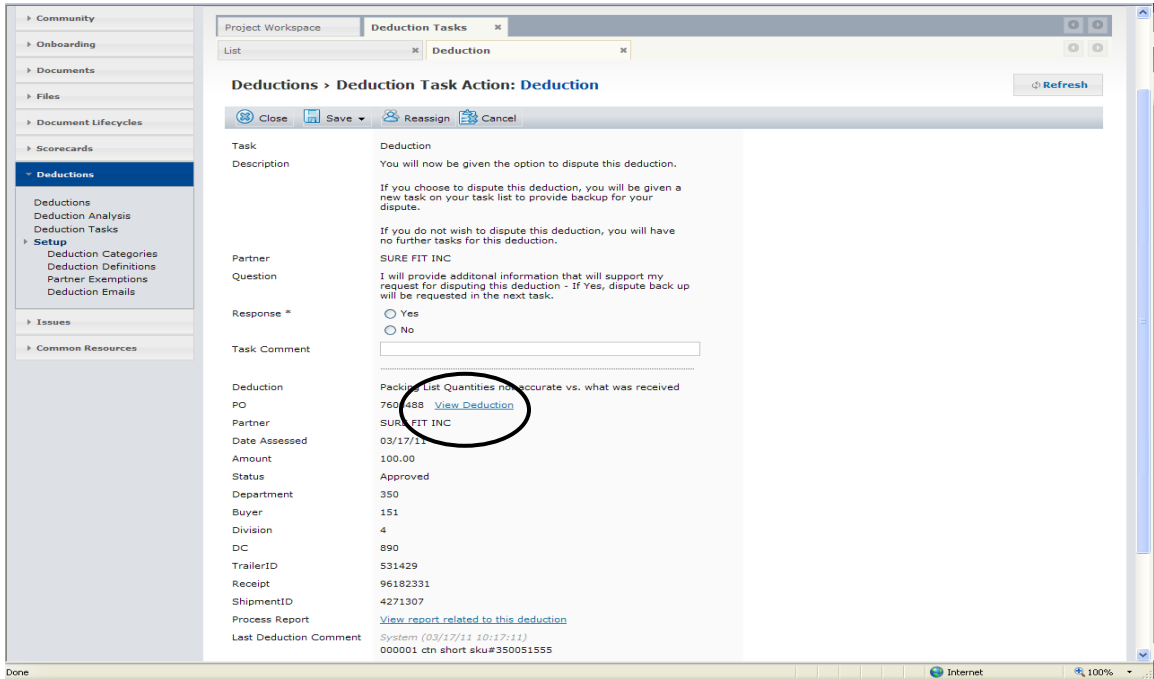 Community
Onboarding
Documents
Files
Document Lifecycles
Scorecards
Deductions
Deductions
Deduction Analysis
Deduction Tasks
Setup
Deduction Categories
Deduction Definitions
Partner Exemptions
Deduction Emails
Issues
Common Resources
Project Workspace Deduction Tasks
List Deduction
Deductions › Deduction Task Action: Deduction Refresh
Close Save Reassign Cancel
Task Deduction
Description You will now be given the option to dispute this deduction.
If you choose to dispute this deduction, you will be given a
new task on your task list to provide backup for your
dispute.
If you do not wish to dispute this deduction, you will have
no further tasks for this deduction.
Partner SURE FIT INC
Question I will provide additonal information that will support my
request for disputing this deduction - If Yes, dispute back up
will be requested in the next task.
Response * Yes
No
Task Comment
Deduction Packing List Quantities not accurate vs. what was received
PO View Deduction
Partner SURE FIT INC
Date Assessed 03/17/11
Amount 100.00
Status Approved
Department 350
Buyer 151
Division 4
DC 890
TrailerID 531429
Receipt 96182331
ShipmentID 4271307
Process Report View report related to this deduction
Last Deduction Comment System (03/17/11 10:17:11)
000001 ctn short sku#350051555
Done Internet 100%